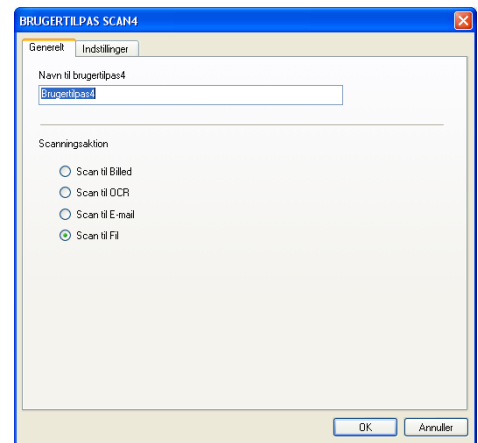 BRUGERTILPAS SCAN4
Generelt Indstillinger
Navn til brugertilpas4
Brugertilpas4
Scanningsaktion
Scan til Billed
Scan til OCR
Scan til E-mail
Scan til Fil
OK Annuller